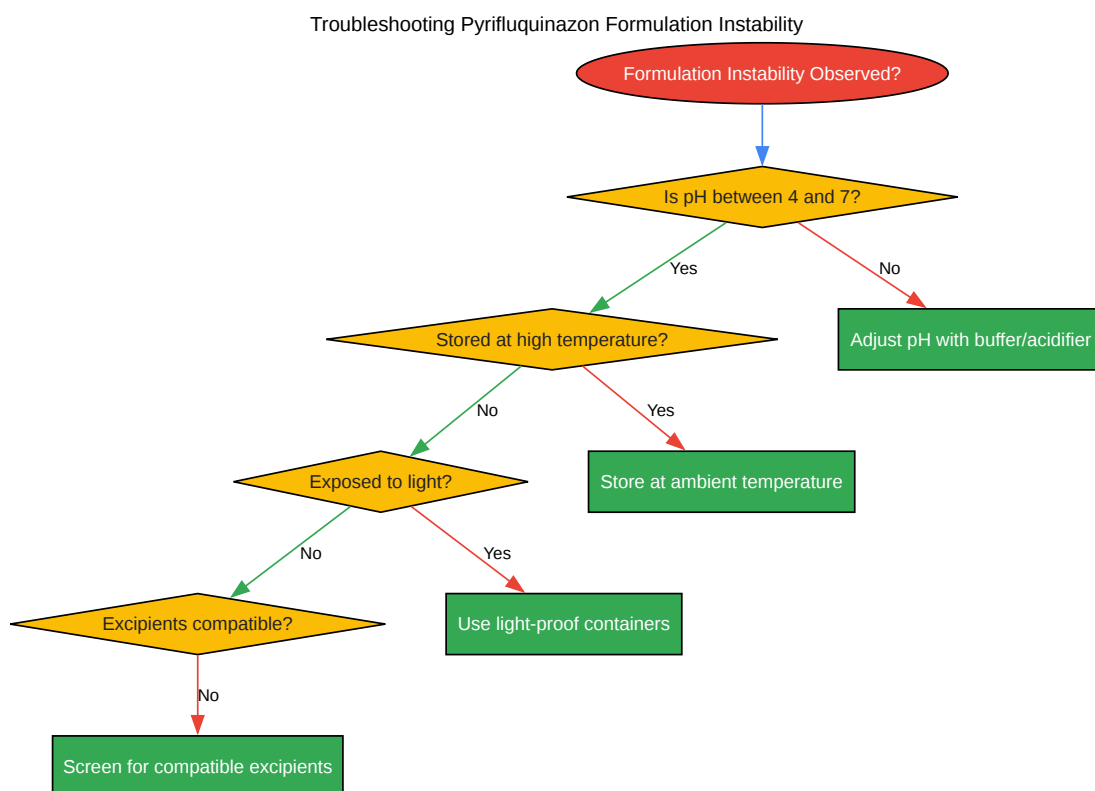 Troubleshooting Pyrifluquinazon Formulation Instability
Formulation Instability Observed?
Is pH between 4 and 7?
Yes
No
Stored at high temperature?
Adjust pH with buffer/acidifier
No
Yes
Exposed to light?
Store at ambient temperature
No
Yes
Excipients compatible?
Use light-proof containers
No
Screen for compatible excipients